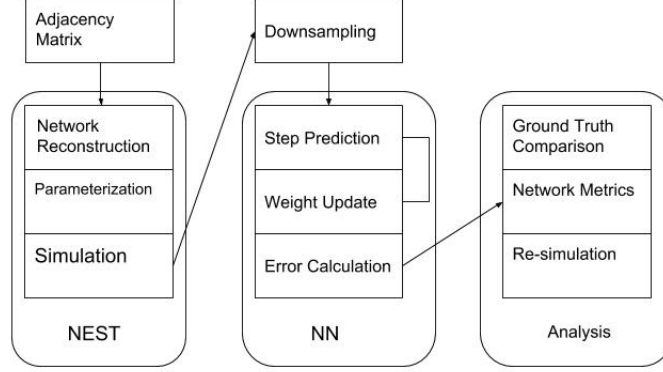 Adjacency
Matrix
Network
Reconstruction
Parameterization
Simulation
NEST
Downsampling
Step Prediction
Weight Update
Error Calculation
NN
Ground Truth
Comparison
Network Metrics
Re-simulation
Analysis